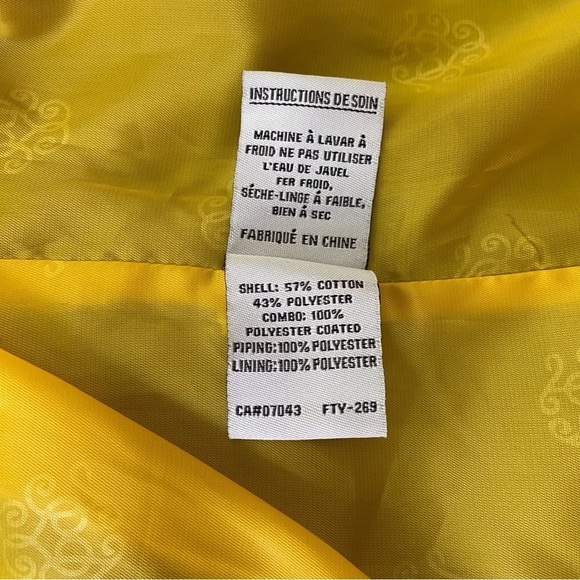 INSTRUCTIONS DE SDIN
MACHINE À LAVAR À
FROID NE PAS UTILISER
L'EAU DE JAVEL
FER FROID,
SÉCHE-LINGE À FAIBLE,
BIEN À SEC
FABRIQUÉ EN CHINE
SHELL: 57% COTTON
43% POLYESTER
COMBO: 100%
POLYESTER COATED
PIPING:100% POLYESTER
LINING:100% POLYESTER
CA#07043 FTY-269